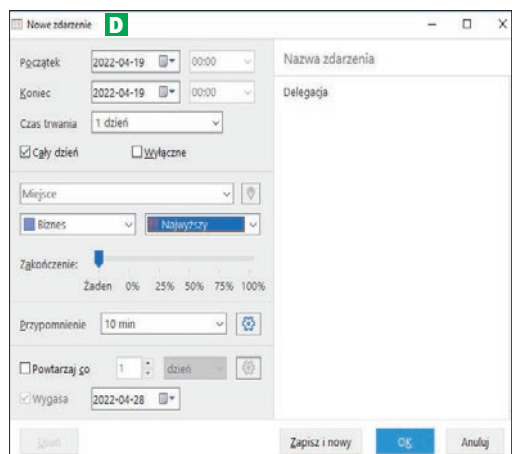 Nowe zdarzenie D
Początek 2022-04-19 00:00
Koniec 2022-04-19 00:00
Czas trwania 1 dzień
Cały dzień Wyłączne
Miejsce
Biznes Najwyższy
Zakończenie:
Żaden 0% 25% 50% 75% 100%
Przypomnienie 10 min
Powtarzaj co 1 dzień
Wygasa 2022-04-28
Nazwa zdarzenia
Delegacja
Usuń Zapisz i nowy OK Anuluj